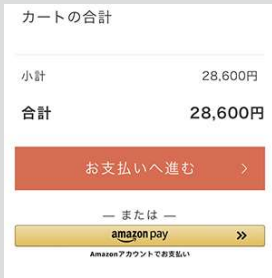 カートの合計
小計 28,600円
合計 28,600円
お支払いへ進む
— または —
amazon pay
Amazonアカウントでお支払い